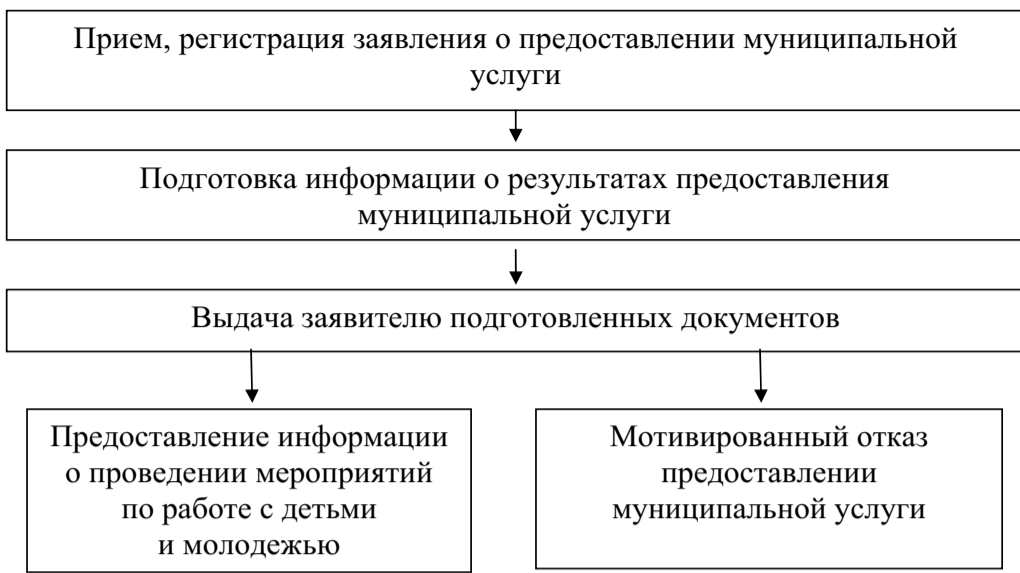 Прием, регистрация заявления о предоставлении муниципальной
услуги
Подготовка информации о результатах предоставления
муниципальной услуги
Выдача заявителю подготовленных документов
Предоставление информации
о проведении мероприятий
по работе с детьми
и молодежью
Мотивированный отказ
предоставлении
муниципальной услуги